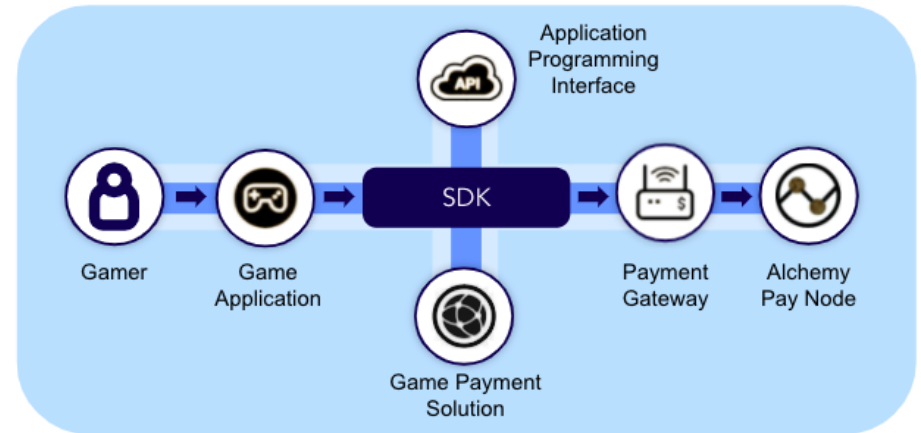 Application
Programming
Interface
API
SDK
$
Gamer
Game
Application
Payment
Gateway
Alchemy
Pay Node
Game Payment
Solution